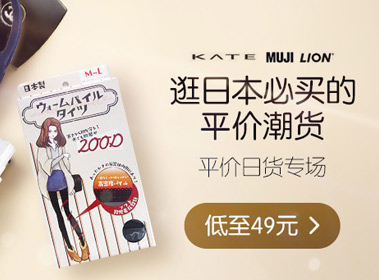 KATE MUJI LION
逛日本必买的
平价潮货
平价日货专场
低至49元 >
日本製
M-L
ウォームパイル
タイツ
200D